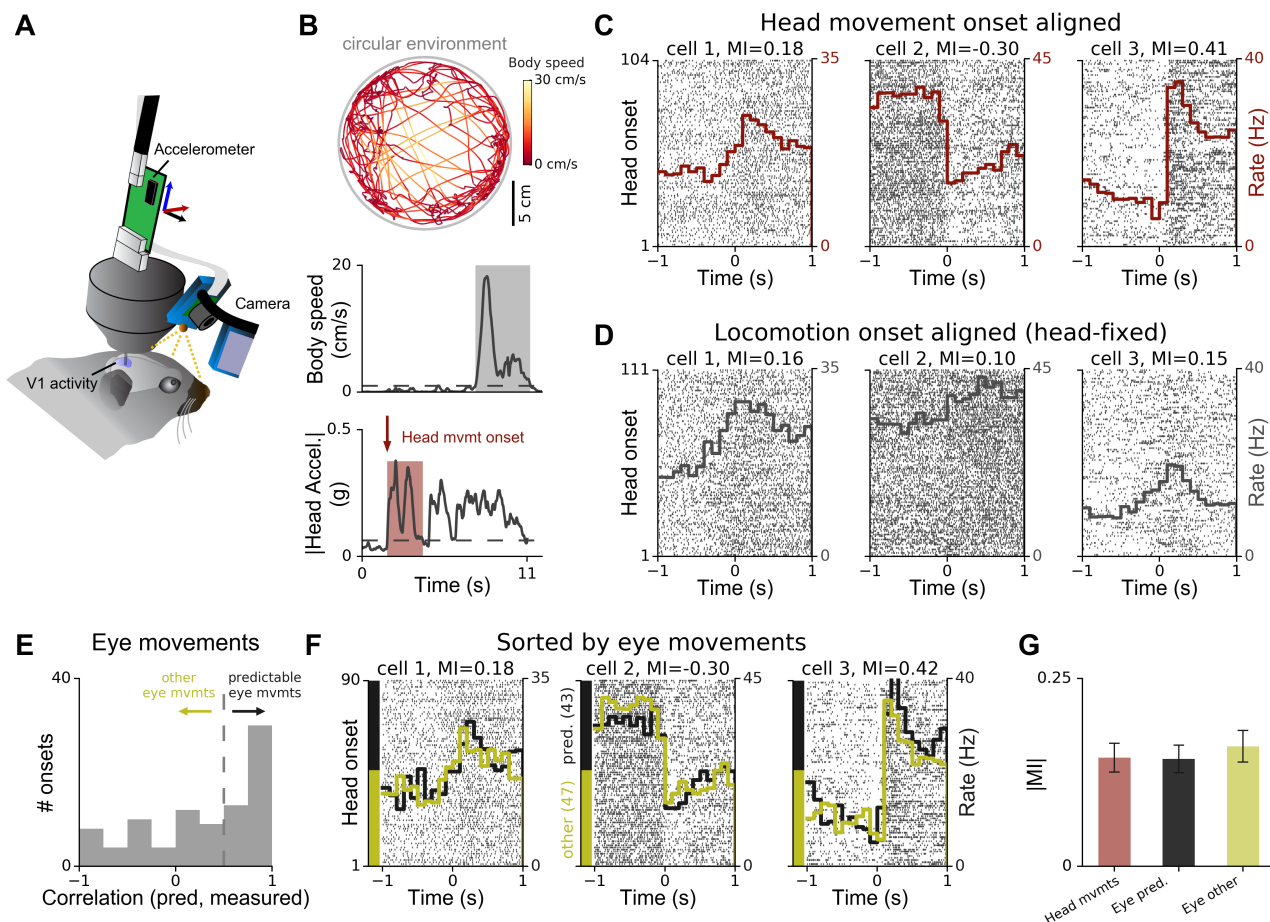 A
Accelerometer
Camera
V1 activity
B
circular environment
Body speed
30 cm/s
0 cm/s
5 cm
20
Body speed
(cm/s)
0
0.5
Head mvmt onset
|Head Accel.|
(g)
0
0
11
Time (s)
C
Head movement onset aligned
cell 1, MI=0.18
cell 2, MI=-0.30
cell 3, MI=0.41
104
35
45
40
Head onset
Rate (Hz)
1
0
0
0
−1 0 1
−1 0 1
−1 0 1
Time (s)
Time (s)
Time (s)
D
Locomotion onset aligned (head-fixed)
cell 1, MI=0.16
cell 2, MI=0.10
cell 3, MI=0.15
111
35
45
40
Head onset
Rate (Hz)
1
0
0
0
−1 0 1
−1 0 1
−1 0 1
Time (s)
Time (s)
Time (s)
E
Eye movements
40
other
eye mvmts
predictable
eye mvmts
# onsets
0
−1 0 1
Correlation (pred, measured)
F
Sorted by eye movements
cell 1, MI=0.18
cell 2, MI=-0.30
cell 3, MI=0.42
90
35
45
40
Head onset
pred. (43)
other (47)
Rate (Hz)
1
0
0
0
−1 0 1
−1 0 1
−1 0 1
Time (s)
Time (s)
Time (s)
G
0.25
|MI|
0
Head mvmts
Eye pred.
Eye other